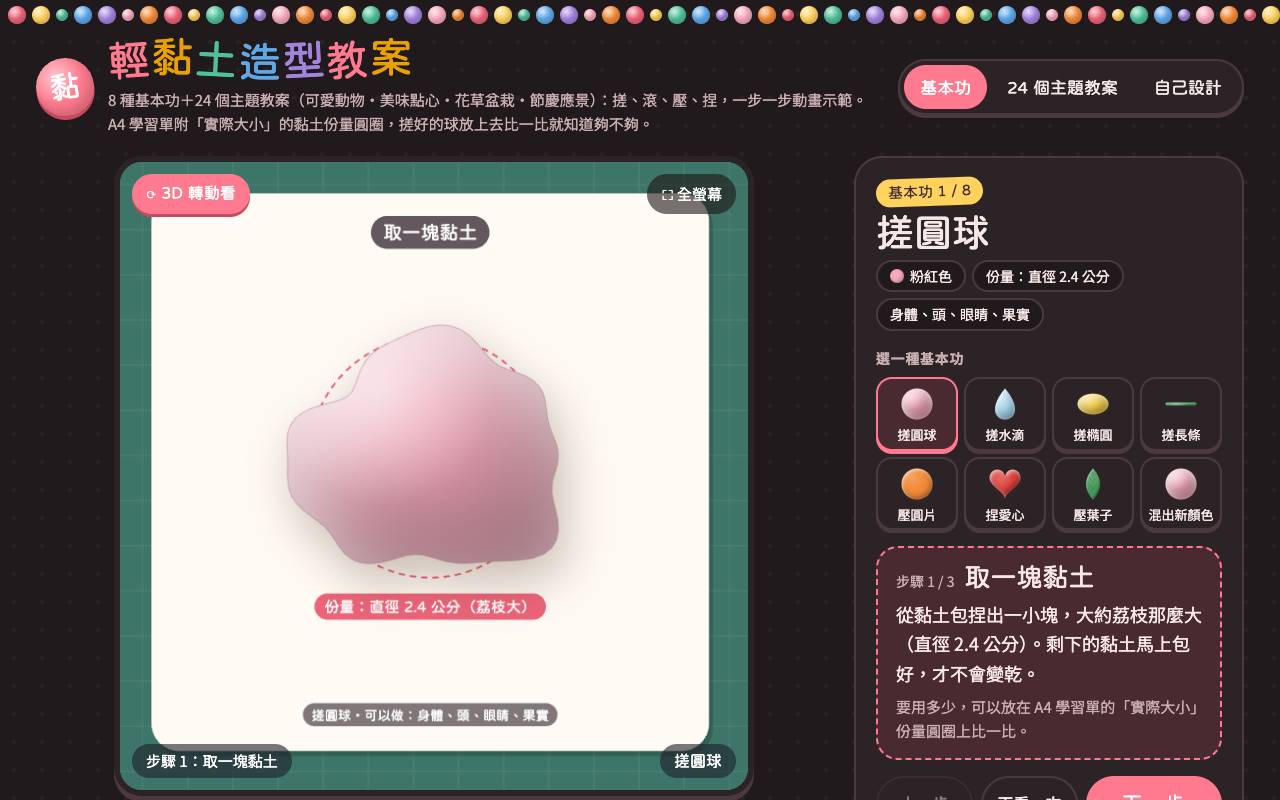 黏
輕黏土造型教案
8 種基本功＋24 個主題教案（可愛動物・美味點心・花草盆栽・節慶應景）：搓、滾、壓、捏，一步一步動畫示範。
A4 學習單附「實際大小」的黏土份量圓圈，搓好的球放上去比一比就知道夠不夠。
基本功
24 個主題教案
自己設計
⟳ 3D 轉動看
⛶ 全螢幕
取一塊黏土
份量：直徑 2.4 公分（荔枝大）
搓圓球・可以做：身體、頭、眼睛、果實
步驟 1：取一塊黏土
搓圓球
基本功 1 / 8
搓圓球
粉紅色
份量：直徑 2.4 公分
身體、頭、眼睛、果實
選一種基本功
搓圓球
搓水滴
搓橢圓
搓長條
壓圓片
捏愛心
壓葉子
混出新顏色
步驟 1 / 3 取一塊黏土
從黏土包捏出一小塊，大約荔枝那麼大
（直徑 2.4 公分）。剩下的黏土馬上包
好，才不會變乾。
要用多少，可以放在 A4 學習單的「實際大小」
份量圓圈上比一比。